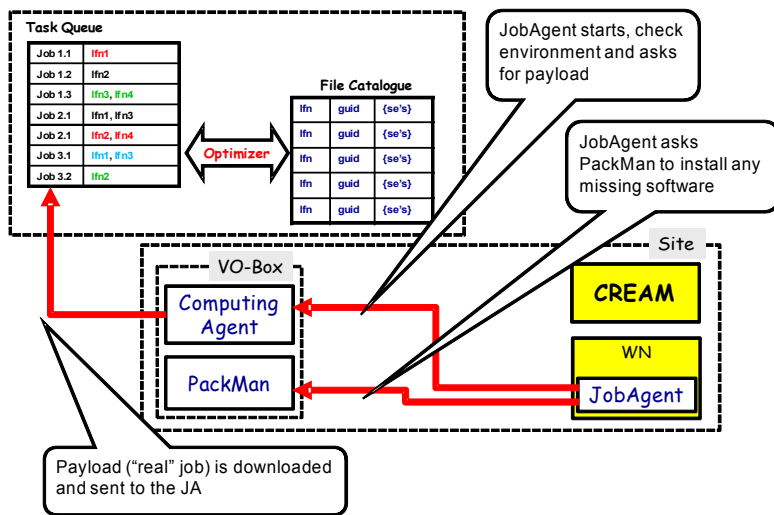 Task Queue
Job 1.1 lfn1
Job 1.2 lfn2
Job 1.3 lfn3, lfn4
Job 2.1 lfn1, lfn3
Job 2.1 lfn2, lfn4
Job 3.1 lfn1, lfn3
Job 3.2 lfn2
Optimizer
File Catalogue
lfn guid {se's}
lfn guid {se's}
lfn guid {se's}
lfn guid {se's}
lfn guid {se's}
JobAgent starts, check
environment and asks
for payload
JobAgent asks
PackMan to install any
missing software
Site
VO-Box
Computing
Agent
PackMan
CREAM
WN
JobAgent
Payload (“real” job) is downloaded
and sent to the JA